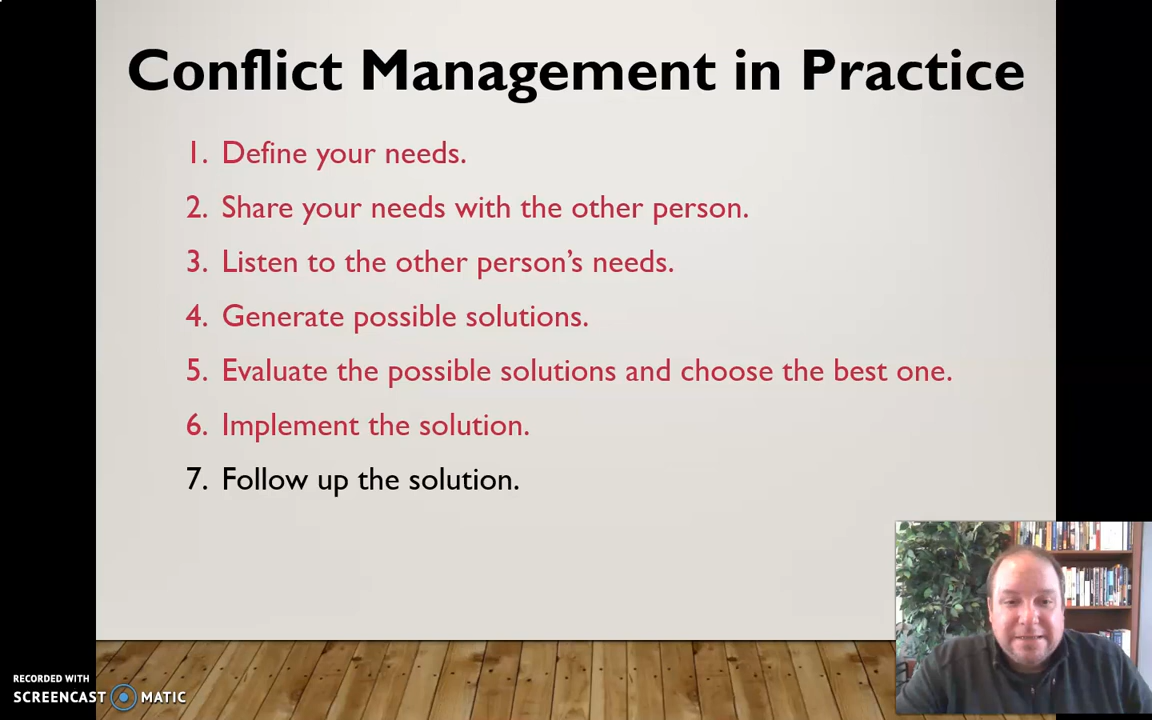 Conflict Management in Practice
1. Define your needs.
2. Share your needs with the other person.
3. Listen to the other person’s needs.
4. Generate possible solutions.
5. Evaluate the possible solutions and choose the best one.
6. Implement the solution.
7. Follow up the solution.
RECORDED WITH
SCREENCAST MATIC